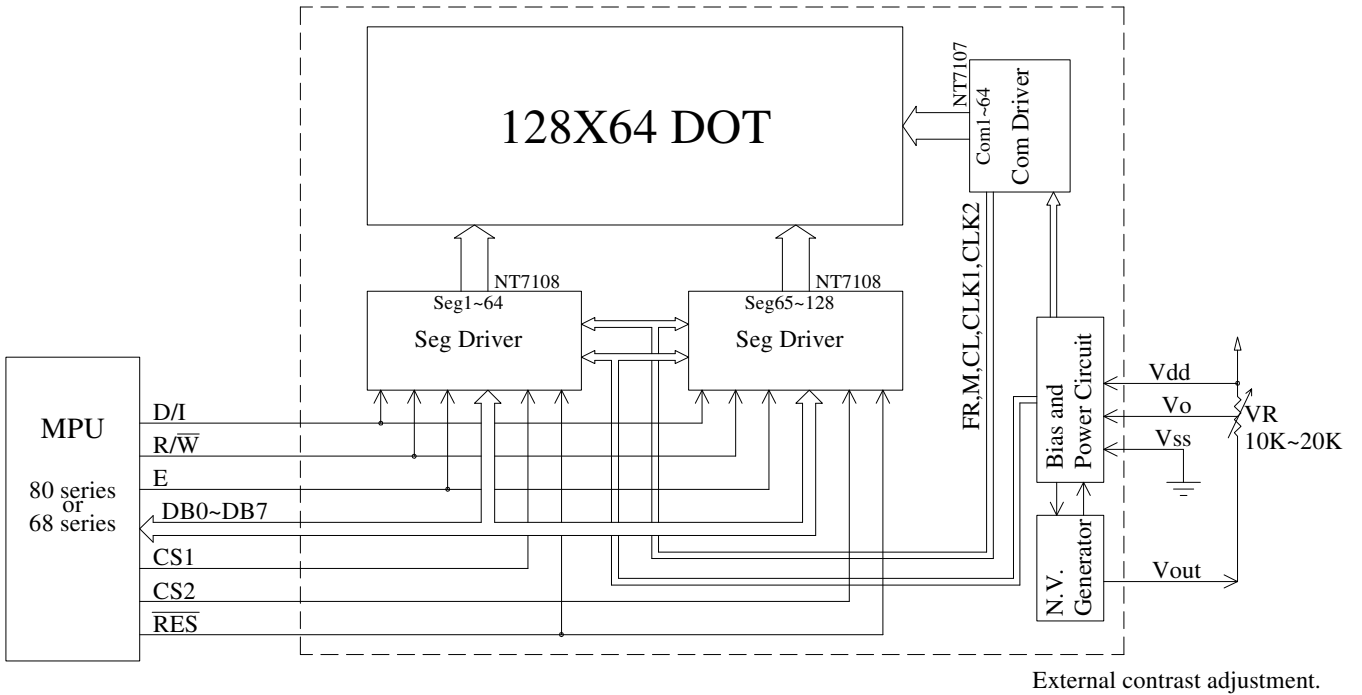 128X64 DOT
NT7107
Com1~64
Com Driver
FR,M,CL,CLK1,CLK2
NT7108
Seg1~64
Seg Driver
NT7108
Seg65~128
Seg Driver
MPU
80 series
or
68 series
D/I
R/W̅
E
DB0~DB7
CS1
CS2
R̅E̅S̅
Bias and
Power Circuit
N.V.
Generator
Vdd
Vo
Vss
Vout
VR
10K~20K
External contrast adjustment.